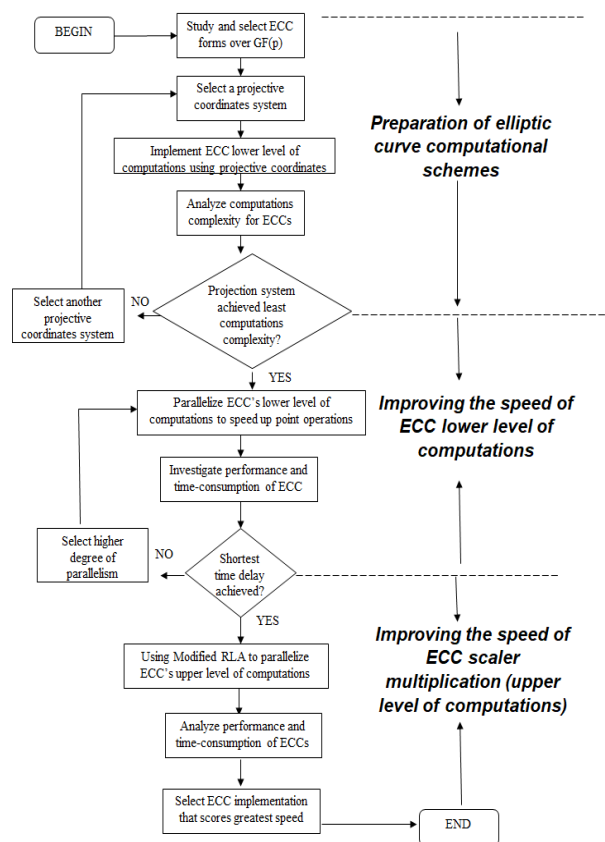 BEGIN
Study and select ECC
forms over GF(p)
Select a projective
coordinates system
Implement ECC lower level of
computations using projective coordinates
Analyze computations
complexity for ECCs
Projection system
achieved least
computations
complexity?
NO
Select another
projective
coordinates system
YES
Parallelize ECC's lower level of
computations to speed up point operations
Investigate performance and
time-consumption of ECC
Shortest
time delay
achieved?
NO
Select higher
degree of
parallelism
YES
Using Modified RLA to parallelize
ECC's upper level of computations
Analyze performance and
time-consumption of ECCs
Select ECC implementation
that scores greatest speed
END
Preparation of elliptic
curve computational
schemes
Improving the speed of
ECC lower level of
computations
Improving the speed of
ECC scaler
multiplication (upper
level of computations)